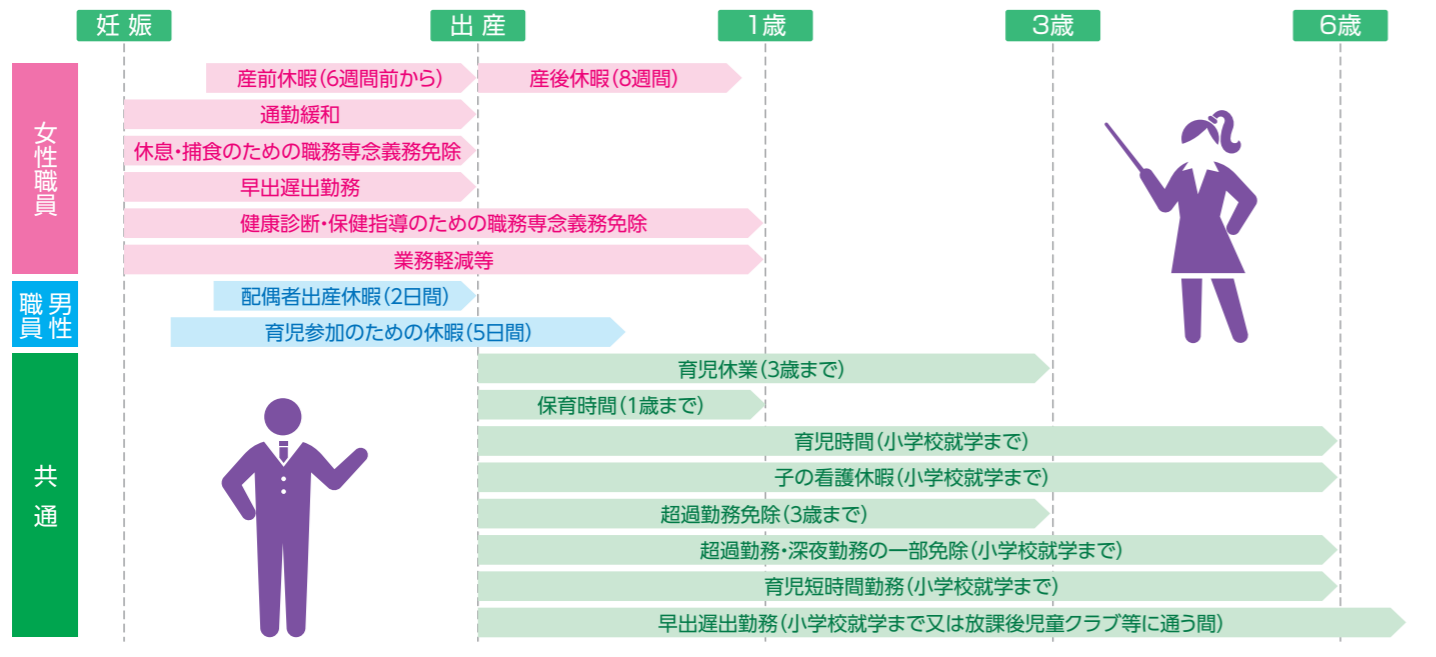 妊 娠
出 産
1歳
3歳
6歳
女性職員
産前休暇(6週間前から)
産後休暇(8週間)
通勤緩和
休息・捕食のための職務専念義務免除
早出遅出勤務
健康診断・保健指導のための職務専念義務免除
業務軽減等
男性職員
配偶者出産休暇(2日間)
育児参加のための休暇(5日間)
共 通
育児休業(3歳まで)
保育時間(1歳まで)
育児時間(小学校就学まで)
子の看護休暇(小学校就学まで)
超過勤務免除(3歳まで)
超過勤務・深夜勤務の一部免除(小学校就学まで)
育児短時間勤務(小学校就学まで)
早出遅出勤務(小学校就学まで又は放課後児童クラブ等に通う間)